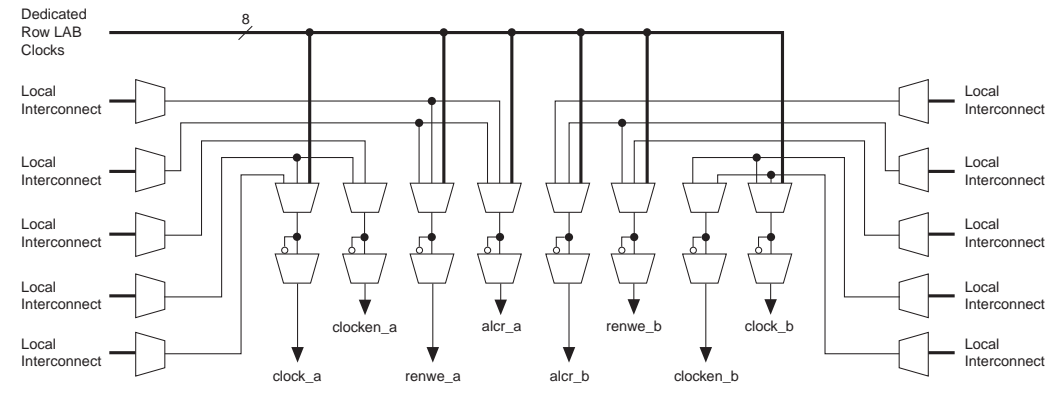 Dedicated
Row LAB
Clocks
8
Local
Interconnect
Local
Interconnect
Local
Interconnect
Local
Interconnect
Local
Interconnect
Local
Interconnect
Local
Interconnect
Local
Interconnect
Local
Interconnect
Local
Interconnect
clocken_a
alcr_a
renwe_b
clock_b
clock_a
renwe_a
alcr_b
clocken_b